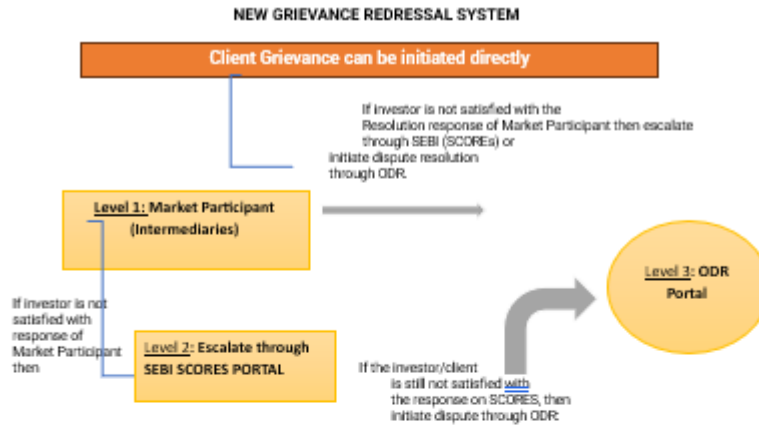 NEW GRIEVANCE REDRESSAL SYSTEM
Client Grievance can be initiated directly
If investor is not satisfied with the
Resolution response of Market Participant then escalate
through SEBI (SCOREs) or
initiate dispute resolution
through ODR.
Level 1: Market Participant
(Intermediaries)
Level 3: ODR
Portal
If investor is not
satisfied with
response of
Market Participant
then
Level 2: Escalate through
SEBI SCORES PORTAL
If the investor/client
is still not satisfied with
the response on SCORES, then
initiate dispute through ODR.